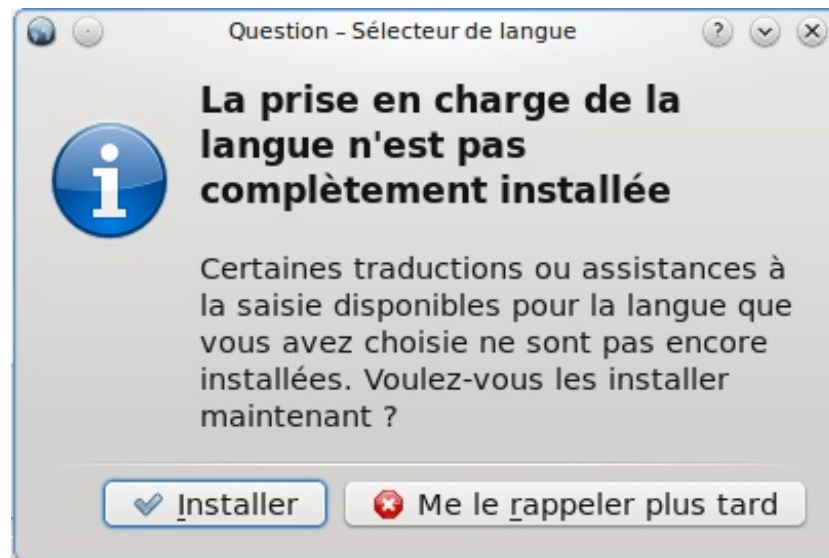 Question – Sélecteur de langue
La prise en charge de la
langue n'est pas
complètement installée
Certaines traductions ou assistances à
la saisie disponibles pour la langue que
vous avez choisie ne sont pas encore
installées. Voulez-vous les installer
maintenant ?
Installer
Me le rappeler plus tard